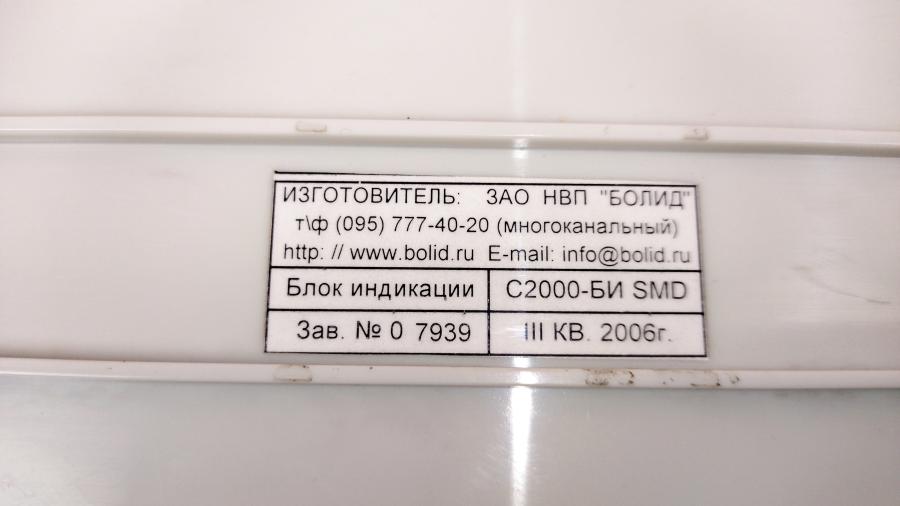 ИЗГОТОВИТЕЛЬ: ЗАО НВП "БОЛИД"
т\ф (095) 777-40-20 (многоканальный)
http: // www.bolid.ru E-mail: info@bolid.ru
Блок индикации С2000-БИ SMD
Зав. № 0 7939 III КВ. 2006г.